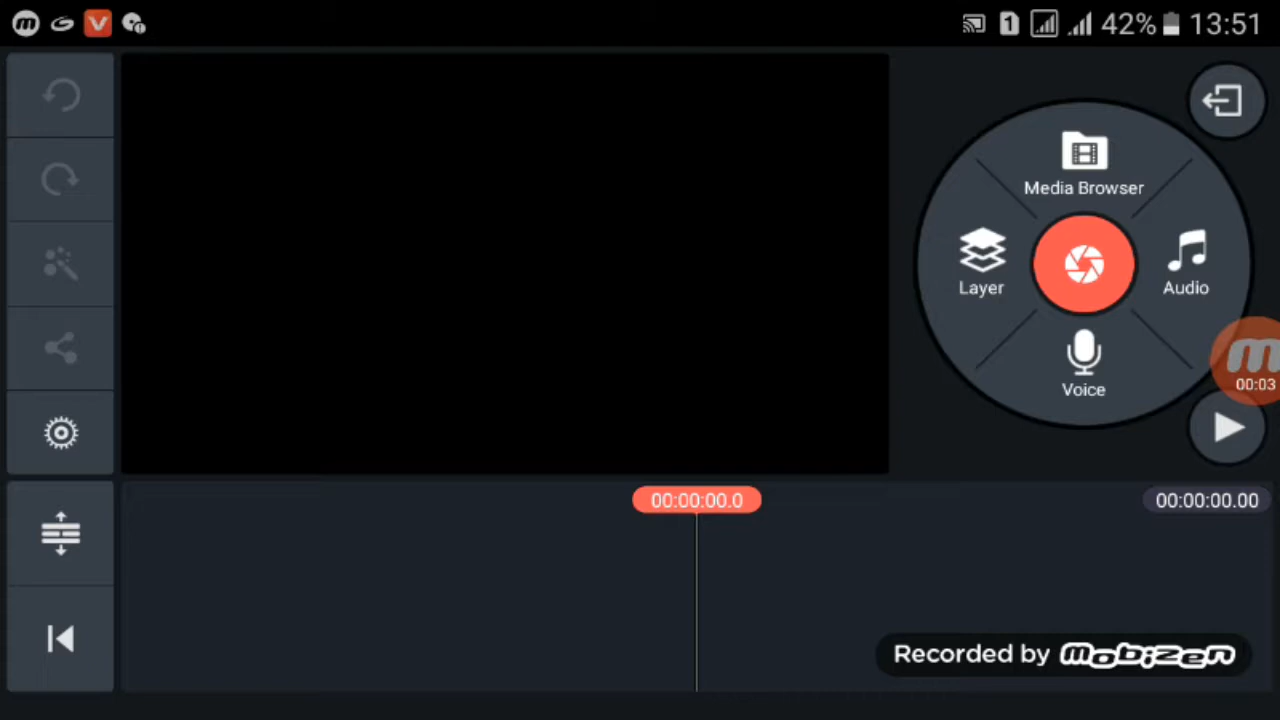 1 42% 13:51
Media Browser
Layer
Audio
Voice
00:03
00:00:00.0
00:00:00.00
Recorded by mobizen